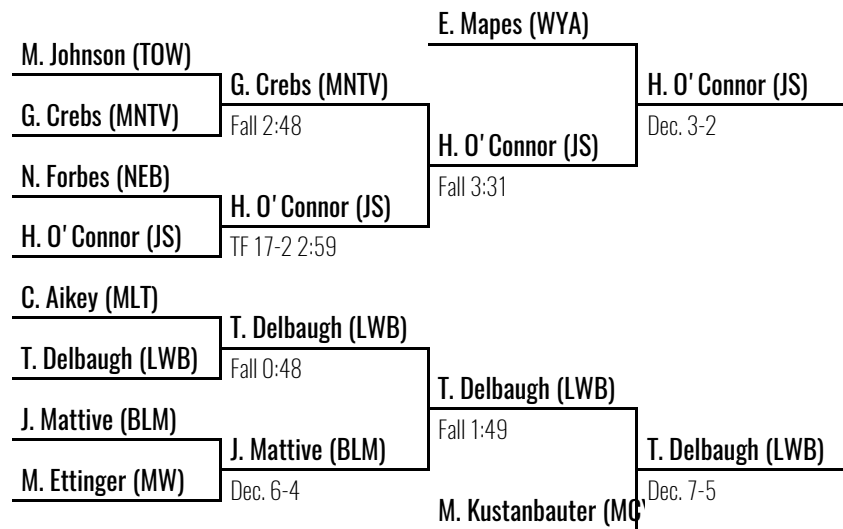 E. Mapes (WYA)
M. Johnson (TOW)
G. Crebs (MNTV)
H. O'Connor (JS)
G. Crebs (MNTV)
Fall 2:48
Dec. 3-2
H. O'Connor (JS)
N. Forbes (NEB)
Fall 3:31
H. O'Connor (JS)
H. O'Connor (JS)
TF 17-2 2:59
C. Aikey (MLT)
T. Delbaugh (LWB)
T. Delbaugh (LWB)
Fall 0:48
T. Delbaugh (LWB)
J. Mattive (BLM)
Fall 1:49
J. Mattive (BLM)
T. Delbaugh (LWB)
M. Ettinger (MW)
Dec. 6-4
Dec. 7-5
M. Kustanbauter